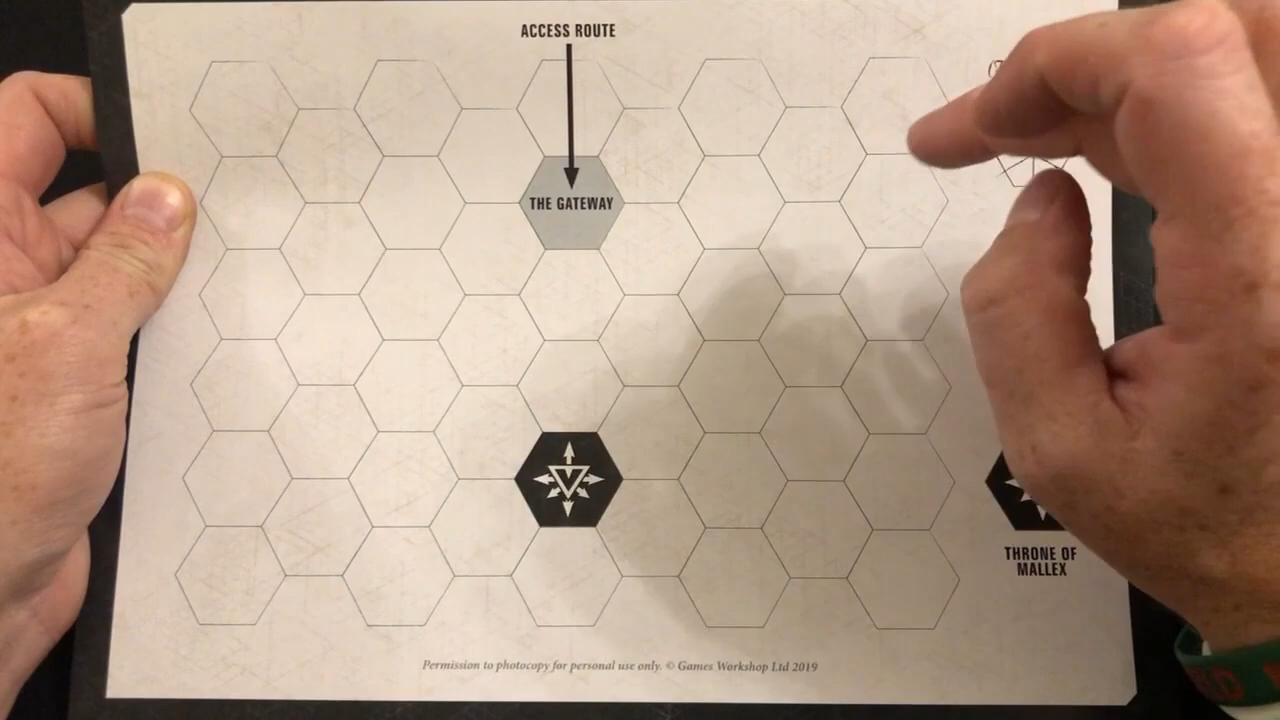 ACCESS ROUTE
THE GATEWAY
THRONE OF
MALLEX
Permission to photocopy for personal use only. © Games Workshop Ltd 2019